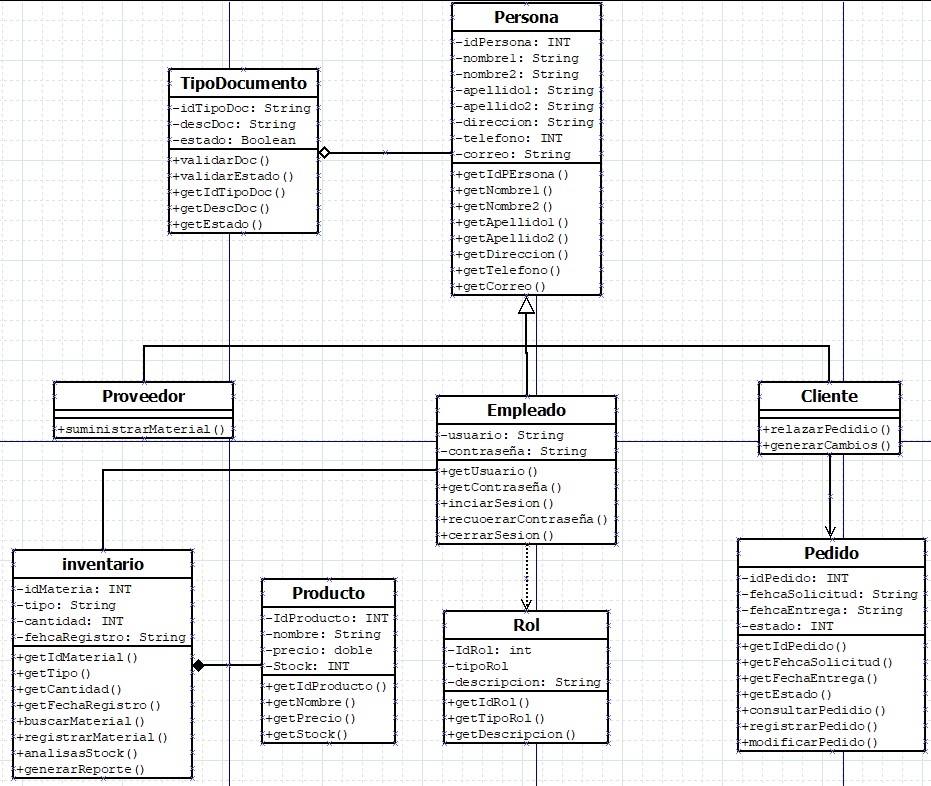 Persona
-idPersona: INT
-nombre1: String
-nombre2: String
-apellido1: String
-apellido2: String
-direccion: String
-telefono: INT
-correo: String
+getIdPErsona()
+getNombre1()
+getNombre2()
+getApellido1()
+getApellido2()
+getDireccion()
+getTelefono()
+getCorreo()
TipoDocumento
-idTipoDoc: String
-descDoc: String
-estado: Boolean
+validarDoc()
+validarEstado()
+getIdTipoDoc()
+getDescDoc()
+getEstado()
Proveedor
+suministrarMaterial()
Empleado
-usuario: String
-contraseña: String
+getUsuario()
+getContraseña()
+inciarSesion()
+recuoerarContraseña()
+cerrarSesion()
Cliente
+relazarPedidio()
+generarCambios()
inventario
-idMateria: INT
-tipo: String
-cantidad: INT
-fehcaRegistro: String
+getIdMaterial()
+getTipo()
+getCantidad()
+getFechaRegistro()
+buscarMaterial()
+registrarMaterial()
+analisasStock()
+generarReporte()
Producto
-IdProducto: INT
-nombre: String
-precio: doble
-Stock: INT
+getIdProducto()
+getNombre()
+getPrecio()
+getStock()
Rol
-IdRol: int
-tipoRol
-descripcion: String
+getIdRol()
+getTipoRol()
+getDescripcion()
Pedido
-idPedido: INT
-fehcaSolicitud: String
-fehcaEntrega: String
-estado: INT
+getIdPedido()
+getFehcaSolicitud()
+getFechaEntrega()
+getEstado()
+consultarPedidio()
+registrarPedido()
+modificarPedido()